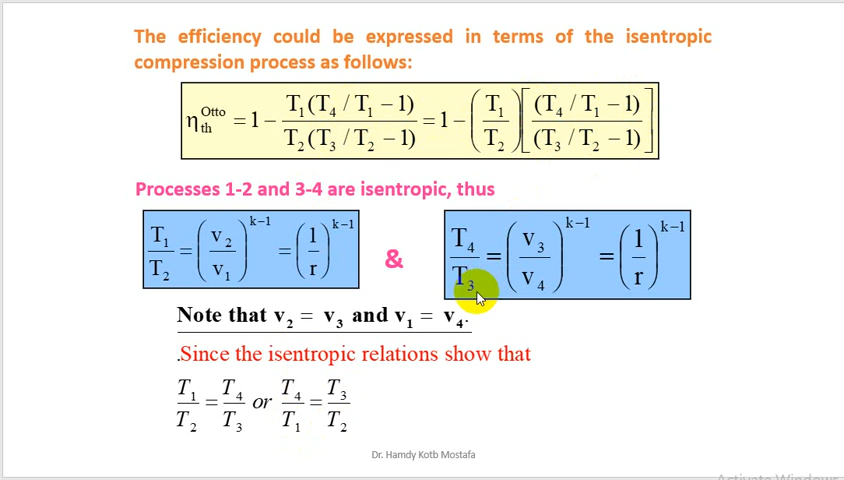 The efficiency could be expressed in terms of the isentropic
compression process as follows:
η_th^Otto = 1 − T₁(T₄ / T₁ − 1) / T₂(T₃ / T₂ − 1) = 1 − (T₁ / T₂) [(T₄ / T₁ − 1) / (T₃ / T₂ − 1)]
Processes 1-2 and 3-4 are isentropic, thus
T₁ / T₂ = (v₂ / v₁)^k−1 = (1 / r)^k−1 & T₄ / T₃ = (v₃ / v₄)^k−1 = (1 / r)^k−1
Note that v₂ = v₃ and v₁ = v₄.
.Since the isentropic relations show that
T₁ / T₂ = T₄ / T₃ or T₄ / T₁ = T₃ / T₂
Dr. Hamdy Kotb Mostafa
Activate Windows